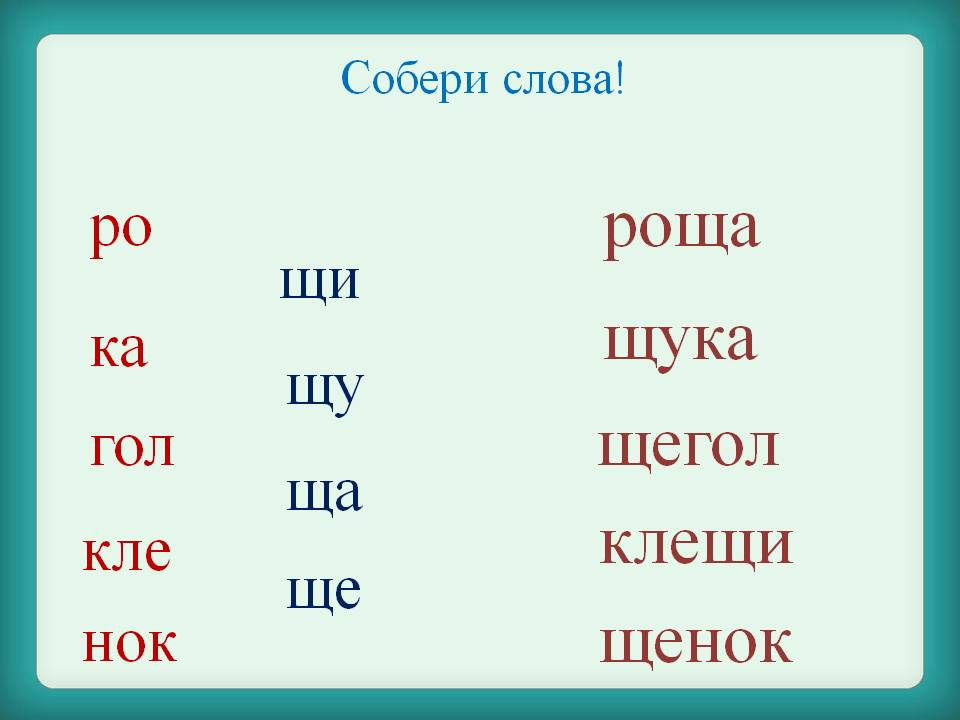 Собери слова!
ро
ка
гол
кле
нок
щи
щу
ща
ще
роща
щука
щегол
клещи
щенок